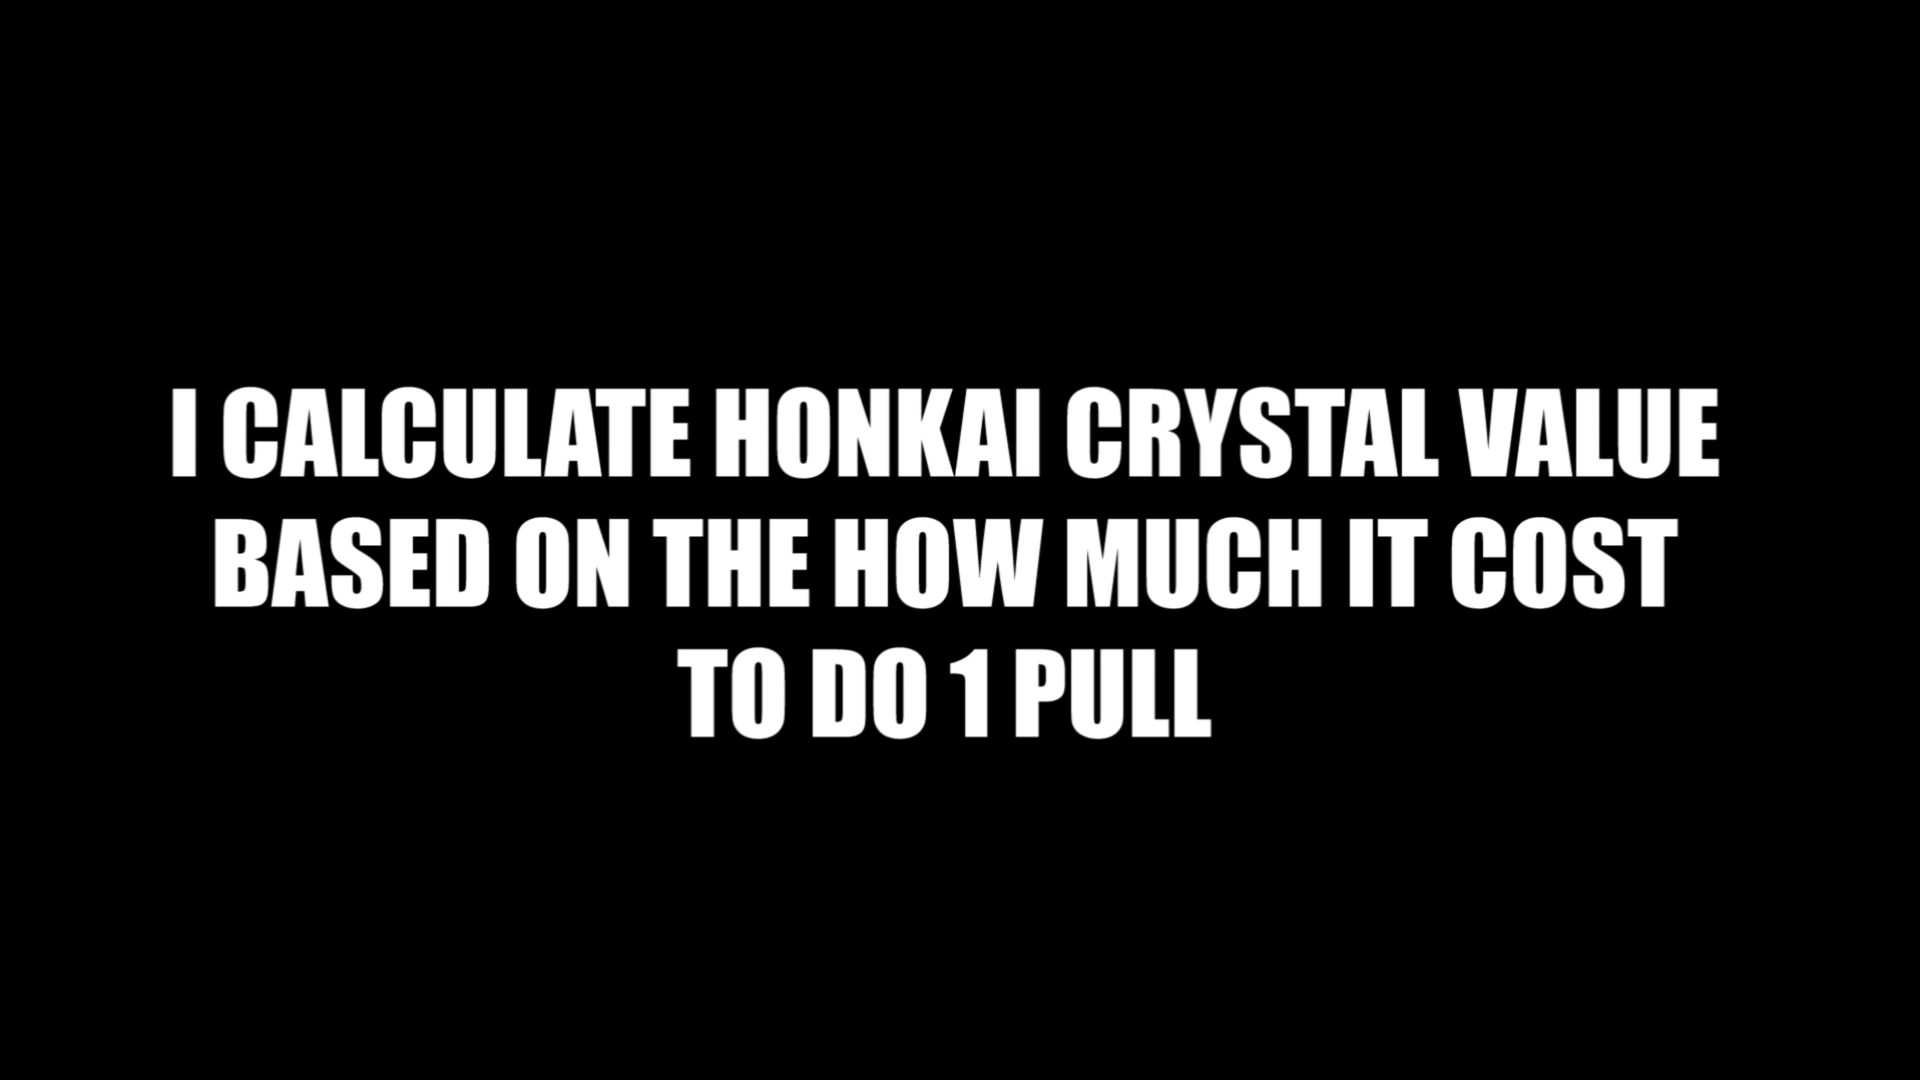 I CALCULATE HONKAI CRYSTAL VALUE
BASED ON THE HOW MUCH IT COST
TO DO 1 PULL